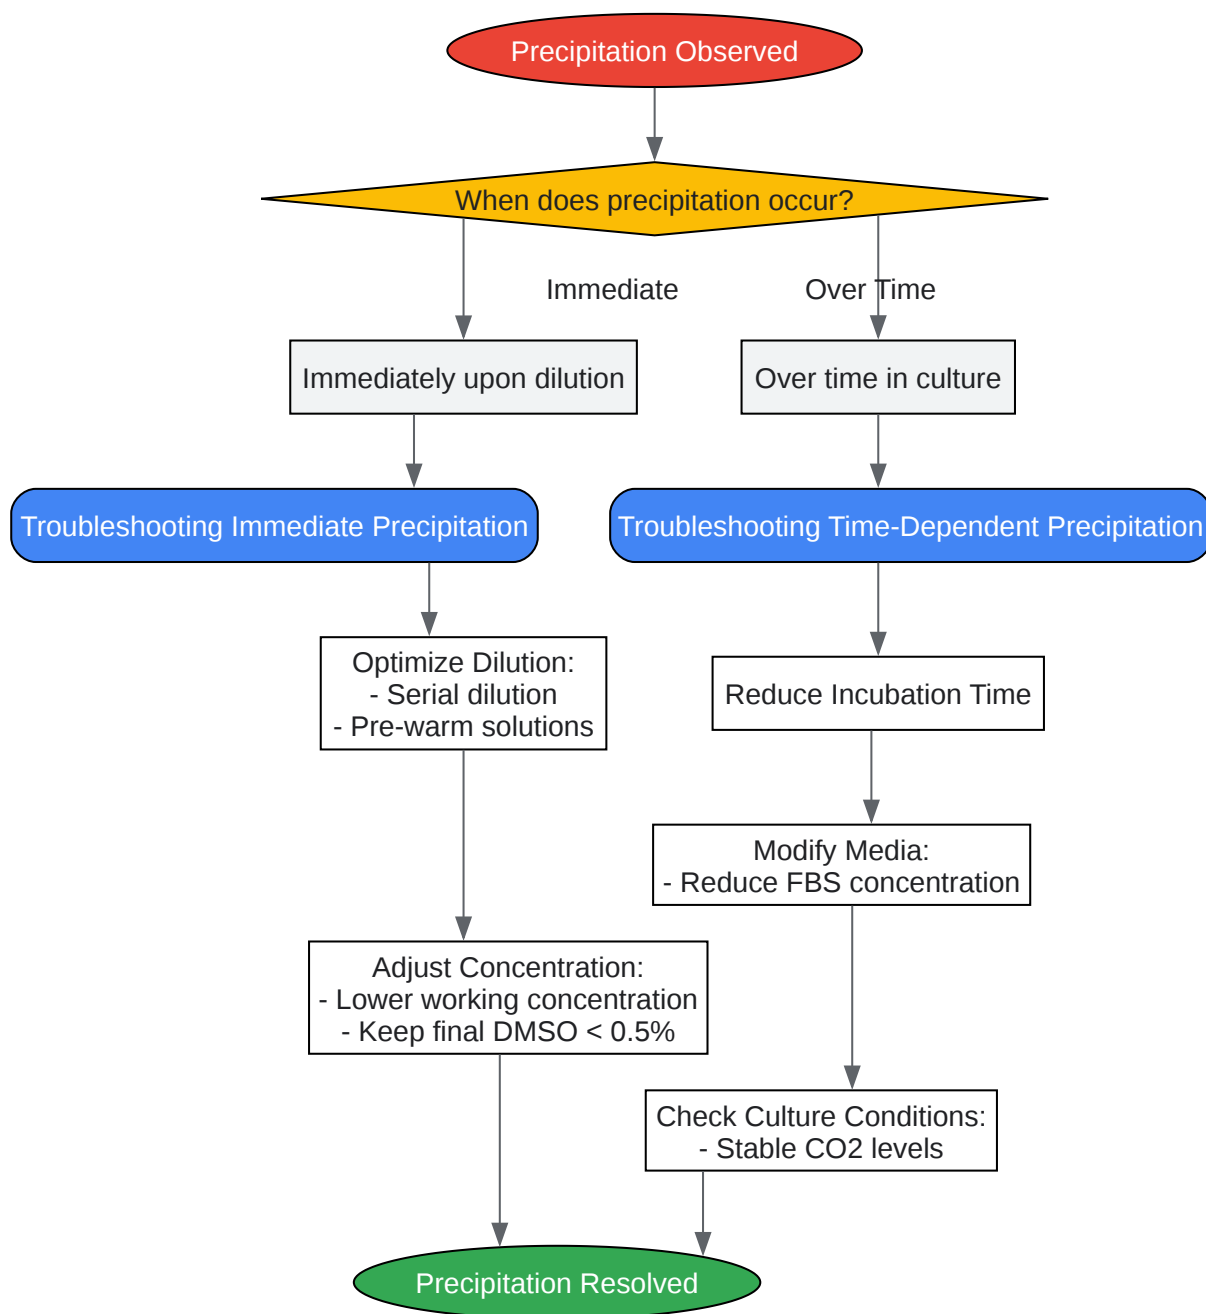 Precipitation Observed
When does precipitation occur?
Immediate
Over Time
Immediately upon dilution
Over time in culture
Troubleshooting Immediate Precipitation
Troubleshooting Time-Dependent Precipitation
Optimize Dilution:
- Serial dilution
- Pre-warm solutions
Reduce Incubation Time
Modify Media:
- Reduce FBS concentration
Adjust Concentration:
- Lower working concentration
- Keep final DMSO < 0.5%
Check Culture Conditions:
- Stable CO2 levels
Precipitation Resolved